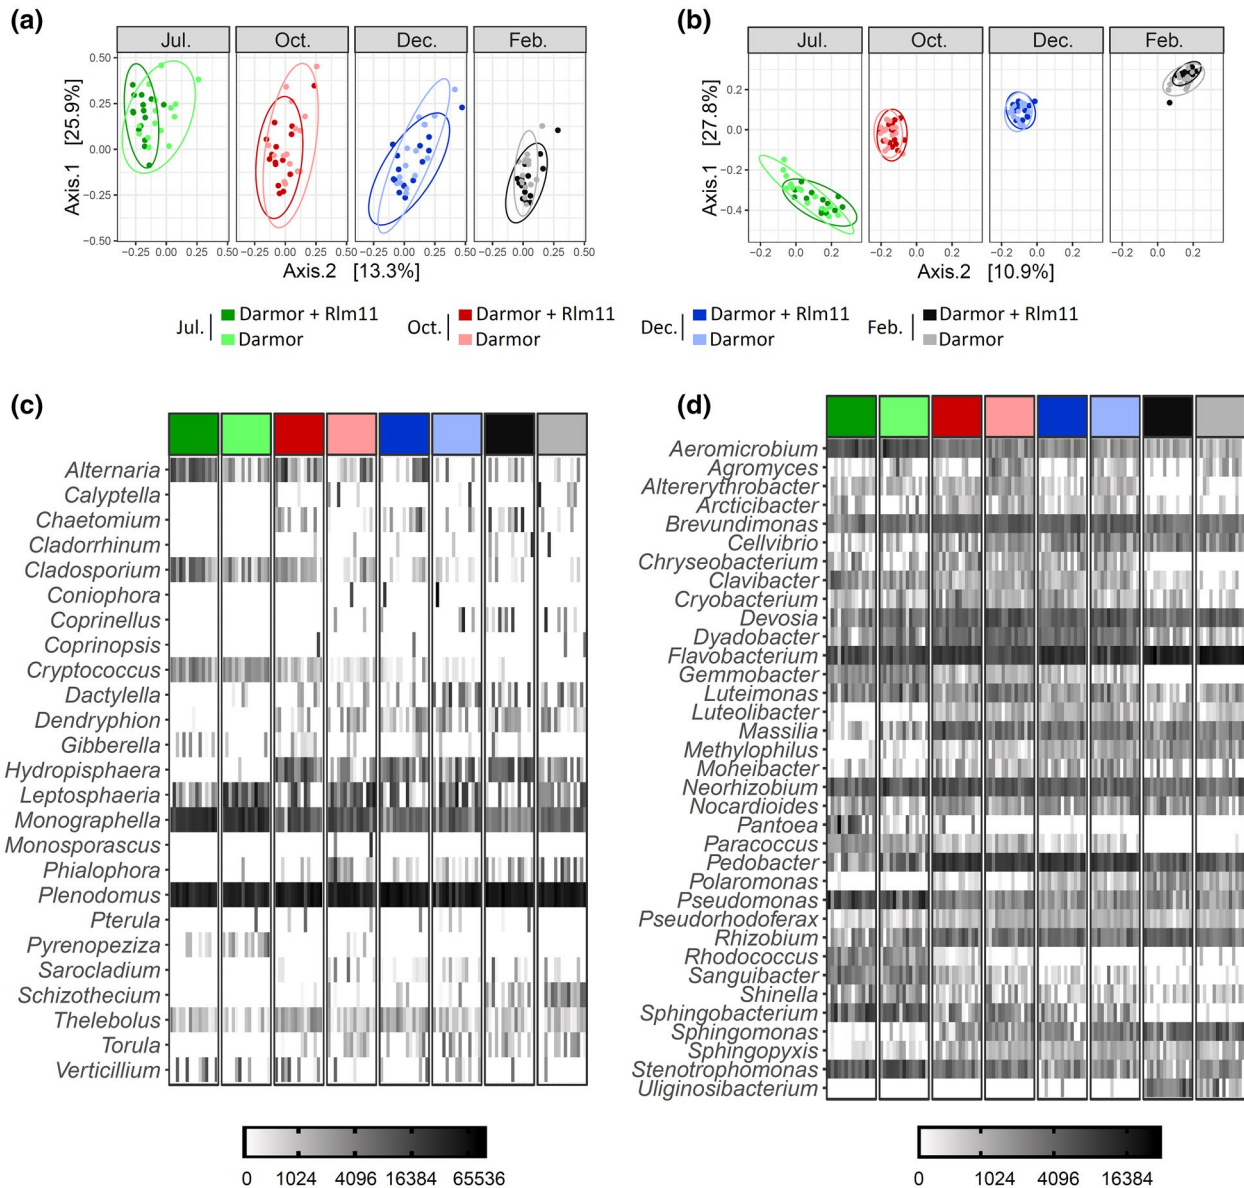 (a)
Jul. Oct. Dec. Feb.
Axis.1 [25.9%]
0.50
0.25
0.00
−0.25
−0.50
−0.25 0.00 0.25 0.50 −0.25 0.00 0.25 0.50 −0.25 0.00 0.25 0.50 −0.25 0.00 0.25 0.50
Axis.2 [13.3%]
(b)
Jul. Oct. Dec. Feb.
Axis.1 [27.8%]
0.2
0.0
−0.2
−0.4
−0.2 0.0 0.2 −0.2 0.0 0.2 −0.2 0.0 0.2 −0.2 0.0 0.2
Axis.2 [10.9%]
Jul. Darmor + Rlm11
Darmor
Oct. Darmor + Rlm11
Darmor
Dec. Darmor + Rlm11
Darmor
Feb. Darmor + Rlm11
Darmor
(c)
Alternaria
Calyptella
Chaetomium
Cladorrhinum
Cladosporium
Coniophora
Coprinellus
Coprinopsis
Cryptococcus
Dactylella
Dendryphion
Gibberella
Hydropisphaera
Leptosphaeria
Monographella
Monosporascus
Phialophora
Plenodomus
Pterula
Pyrenopeziza
Sarocladium
Schizothecium
Thelebolus
Torula
Verticillium
0 1024 4096 16384 65536
(d)
Aeromicrobium
Agromyces
Altererythrobacter
Arcticibacter
Brevundimonas
Cellvibrio
Chryseobacterium
Clavibacter
Cryobacterium
Devosia
Dyadobacter
Flavobacterium
Gemmobacter
Luteimonas
Luteolibacter
Massilia
Methylophilus
Moheibacter
Neorhizobium
Nocardioides
Pantoea
Paracoccus
Pedobacter
Polaromonas
Pseudomonas
Pseudorhodoferax
Rhizobium
Rhodococcus
Sanguibacter
Shinella
Sphingobacterium
Sphingomonas
Sphingopyxis
Stenotrophomonas
Uliginosibacterium
0 1024 4096 16384